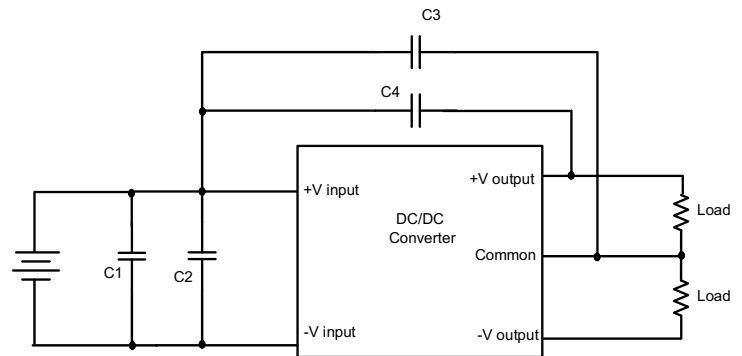 C3
C4
+V input
+V output
DC/DC
Converter
Load
Common
C1
C2
Load
-V input
-V output